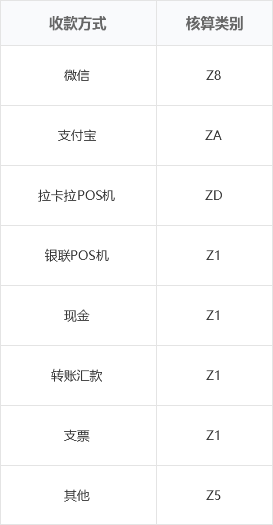 收款方式 核算类别
微信 Z8
支付宝 ZA
拉卡拉POS机 ZD
银联POS机 Z1
现金 Z1
转账汇款 Z1
支票 Z1
其他 Z5